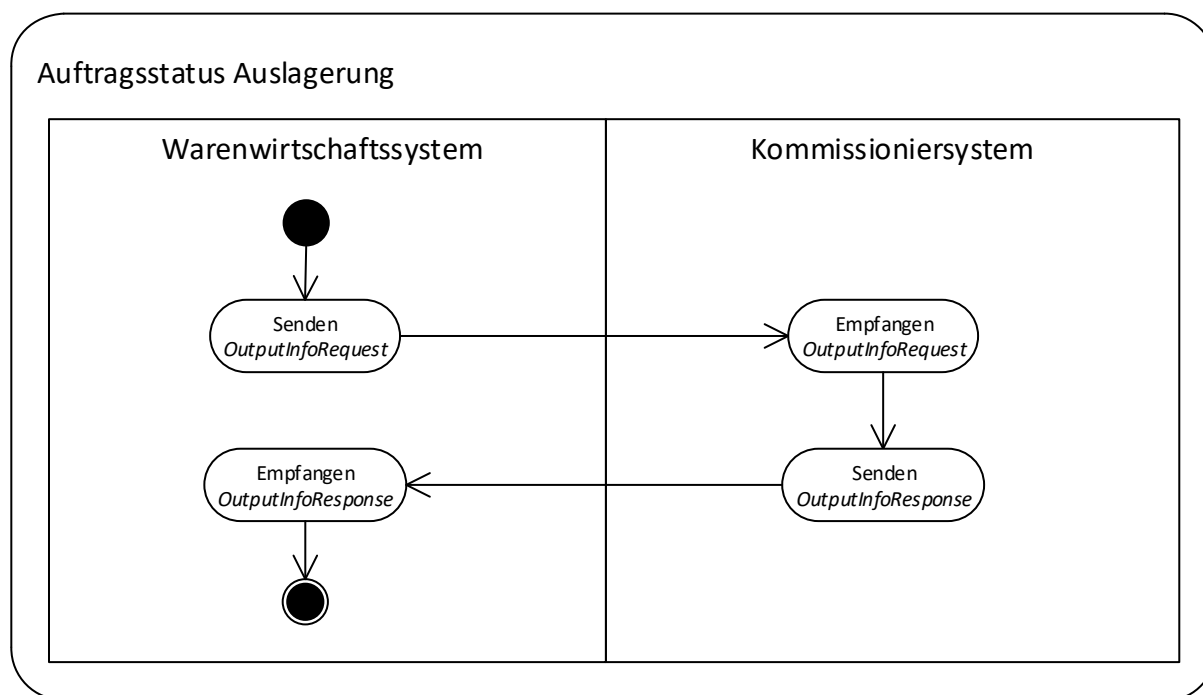 Auftragsstatus Auslagerung
Warenwirtschaftssystem
Kommissioniersystem
Senden
OutputInfoRequest
Empfangen
OutputInfoRequest
Empfangen
OutputInfoResponse
Senden
OutputInfoResponse